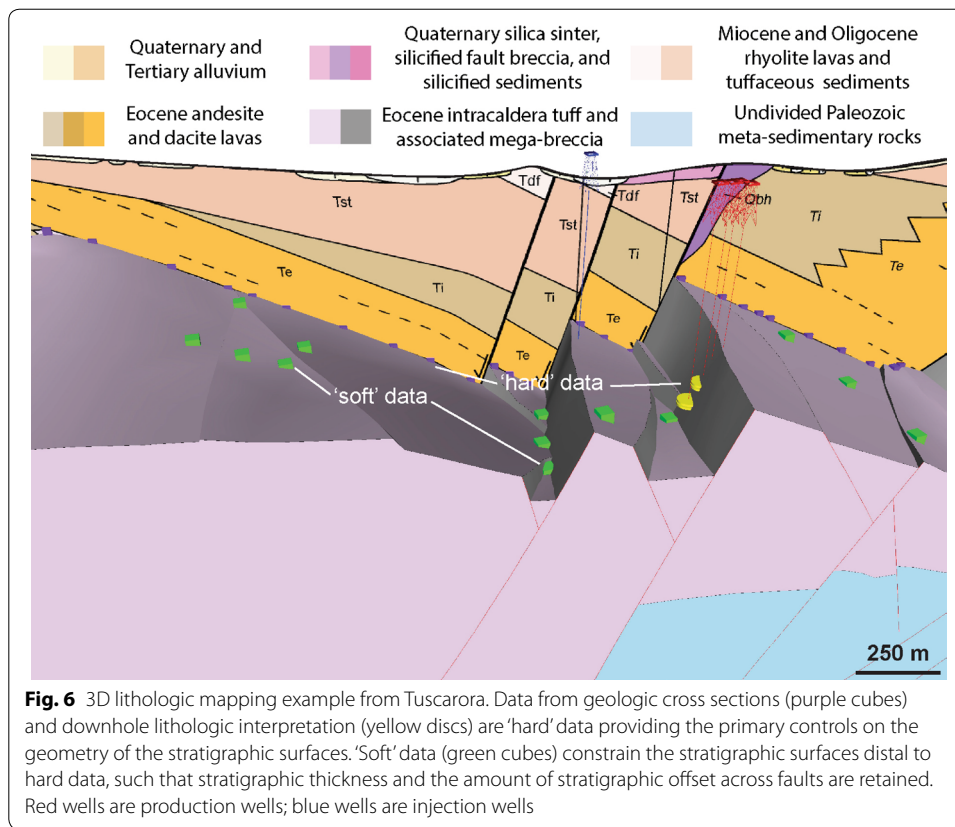 Quaternary and
Tertiary alluvium
Quaternary silica sinter,
silicified fault breccia, and
silicified sediments
Miocene and Oligocene
rhyolite lavas and
tuffaceous sediments
Eocene andesite
and dacite lavas
Eocene intracaldera tuff and
associated mega-breccia
Undivided Paleozoic
meta-sedimentary rocks
Tdf
Tdf
Tst
Tst
Tst
Qbh
Ti
Ti
Te
Te
Ti
Ti
Te
Te
'hard' data
'soft' data
250 m
Fig. 6 3D lithologic mapping example from Tuscarora. Data from geologic cross sections (purple cubes)
and downhole lithologic interpretation (yellow discs) are 'hard' data providing the primary controls on the
geometry of the stratigraphic surfaces. 'Soft' data (green cubes) constrain the stratigraphic surfaces distal to
hard data, such that stratigraphic thickness and the amount of stratigraphic offset across faults are retained.
Red wells are production wells; blue wells are injection wells